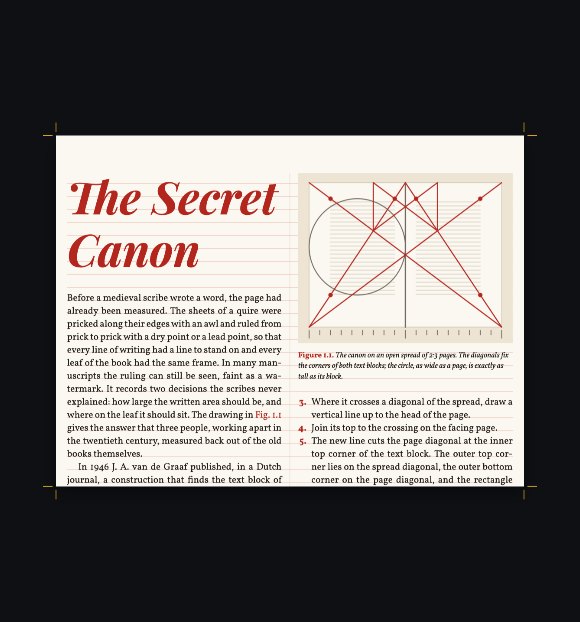 The Secret
Canon
Before a medieval scribe wrote a word, the page had
already been measured. The sheets of a quire were
pricked along their edges with an awl and ruled from
prick to prick with a dry point or a lead point, so that
every line of writing had a line to stand on and every
leaf of the book had the same frame. In many man-
uscripts the ruling can still be seen, faint as a wa-
termark. It records two decisions the scribes never
explained: how large the written area should be, and
where on the leaf it should sit. The drawing in Fig. 1.1
gives the answer that three people, working apart in
the twentieth century, measured back out of the old
books themselves.
In 1946 J. A. van de Graaf published, in a Dutch
journal, a construction that finds the text block of
Figure 1.1. The canon on an open spread of 2:3 pages. The diagonals fix
the corners of both text blocks; the circle, as wide as a page, is exactly as
tall as its block.
3. Where it crosses a diagonal of the spread, draw a
vertical line up to the head of the page.
4. Join its top to the crossing on the facing page.
5. The new line cuts the page diagonal at the inner
top corner of the text block. The outer top cor-
ner lies on the spread diagonal, the outer bottom
corner on the page diagonal, and the rectangle